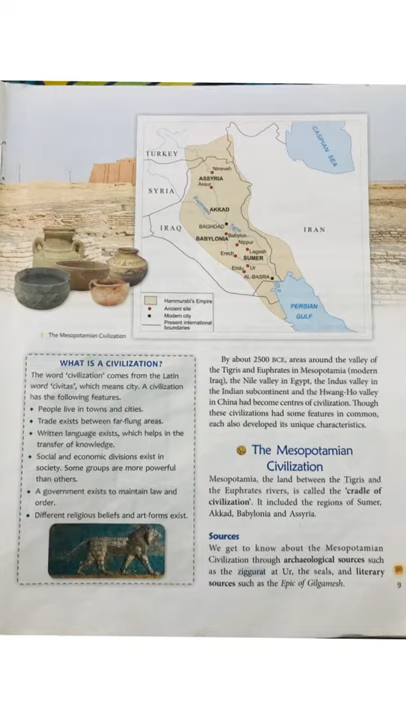 CASPIAN SEA
TURKEY
Nineveh
ASSYRIA
Assur
SYRIA
AKKAD
BAGHDAD
IRAQ
BABYLONIA
Babylon
IRAN
Nippur
Lagash
Erech
SUMER
Eridu
Ur
AL-BASRA
PERSIAN
GULF
Hammurabi's Empire
Ancient site
Modern city
Present international
boundaries
The Mesopotamian Civilization
WHAT IS A CIVILIZATION?
The word 'civilization' comes from the Latin
word 'civitas', which means city. A civilization
has the following features.
• People live in towns and cities.
• Trade exists between far-flung areas.
• Written language exists, which helps in the
transfer of knowledge.
• Social and economic divisions exist in
society. Some groups are more powerful
than others.
• A government exists to maintain law and
order.
• Different religious beliefs and art-forms exist.
By about 2500 BCE, areas around the valley of
the Tigris and Euphrates in Mesopotamia (modern
Iraq), the Nile valley in Egypt, the Indus valley in
the Indian subcontinent and the Hwang-Ho valley
in China had become centres of civilization. Though
these civilizations had some features in common,
each also developed its unique characteristics.
The Mesopotamian
Civilization
Mesopotamia, the land between the Tigris and
the Euphrates rivers, is called the 'cradle of
civilization'. It included the regions of Sumer,
Akkad, Babylonia and Assyria.
Sources
We get to know about the Mesopotamian
Civilization through archaeological sources such
as the ziggurat at Ur, the seals, and literary
sources such as the Epic of Gilgamesh.
9